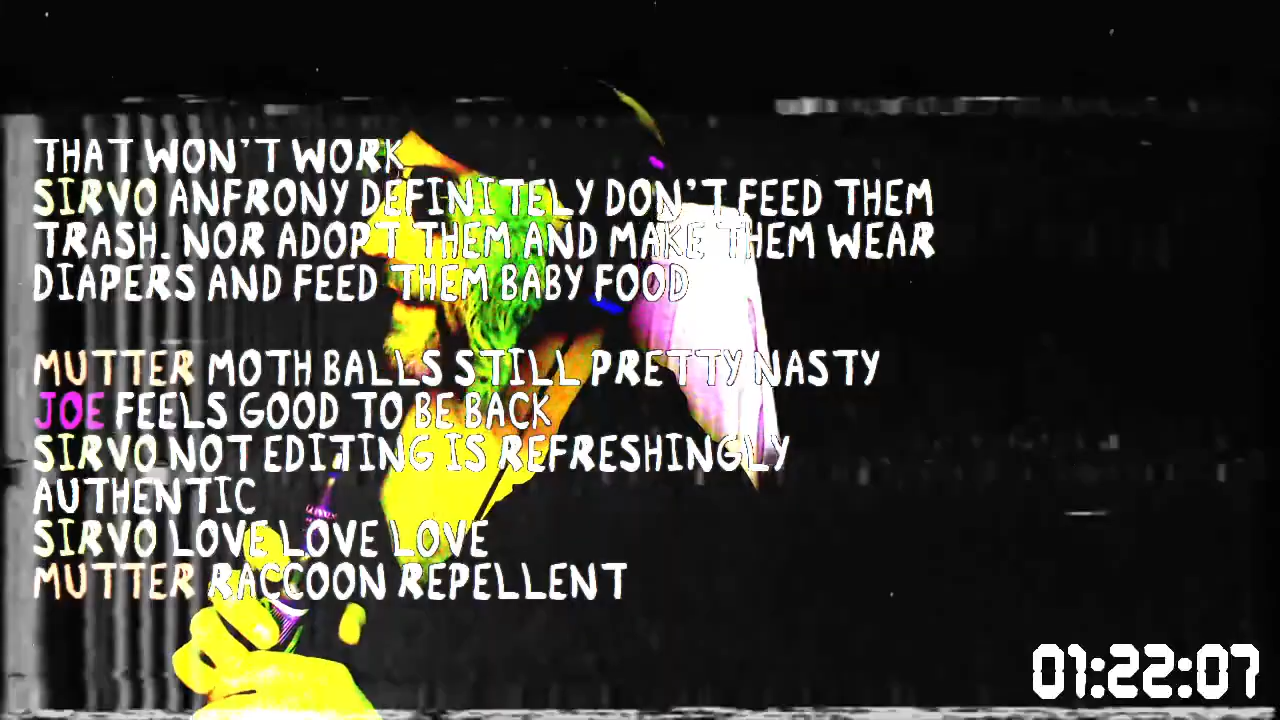 THAT WON'T WORK
SIRVO ANFRONY DEFINITELY DON'T FEED THEM
TRASH. NOR ADOPT THEM AND MAKE THEM WEAR
DIAPERS AND FEED THEM BABY FOOD
MUTTER MOTH BALLS STILL PRETTY NASTY
JOE FEELS GOOD TO BE BACK
SIRVO NOT EDITING IS REFRESHINGLY
AUTHENTIC
SIRVO LOVE LOVE LOVE
MUTTER RACCOON REPELLENT
01:22:07